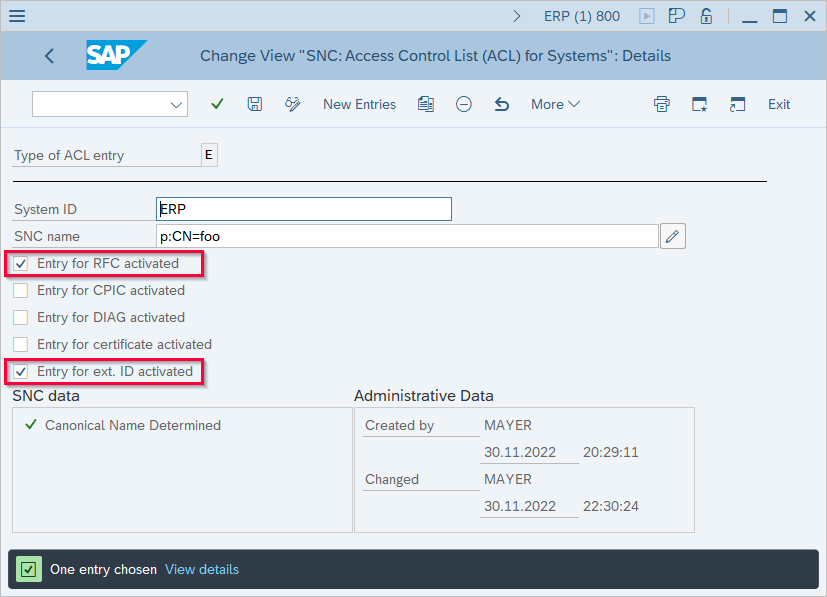 ERP (1) 800
SAP
Change View "SNC: Access Control List (ACL) for Systems": Details
New Entries More Exit
Type of ACL entry E
System ID ERP
SNC name p:CN=foo
Entry for RFC activated
Entry for CPIC activated
Entry for DIAG activated
Entry for certificate activated
Entry for ext. ID activated
SNC data Administrative Data
Canonical Name Determined Created by MAYER
30.11.2022 20:29:11
Changed MAYER
30.11.2022 22:30:24
One entry chosen View details